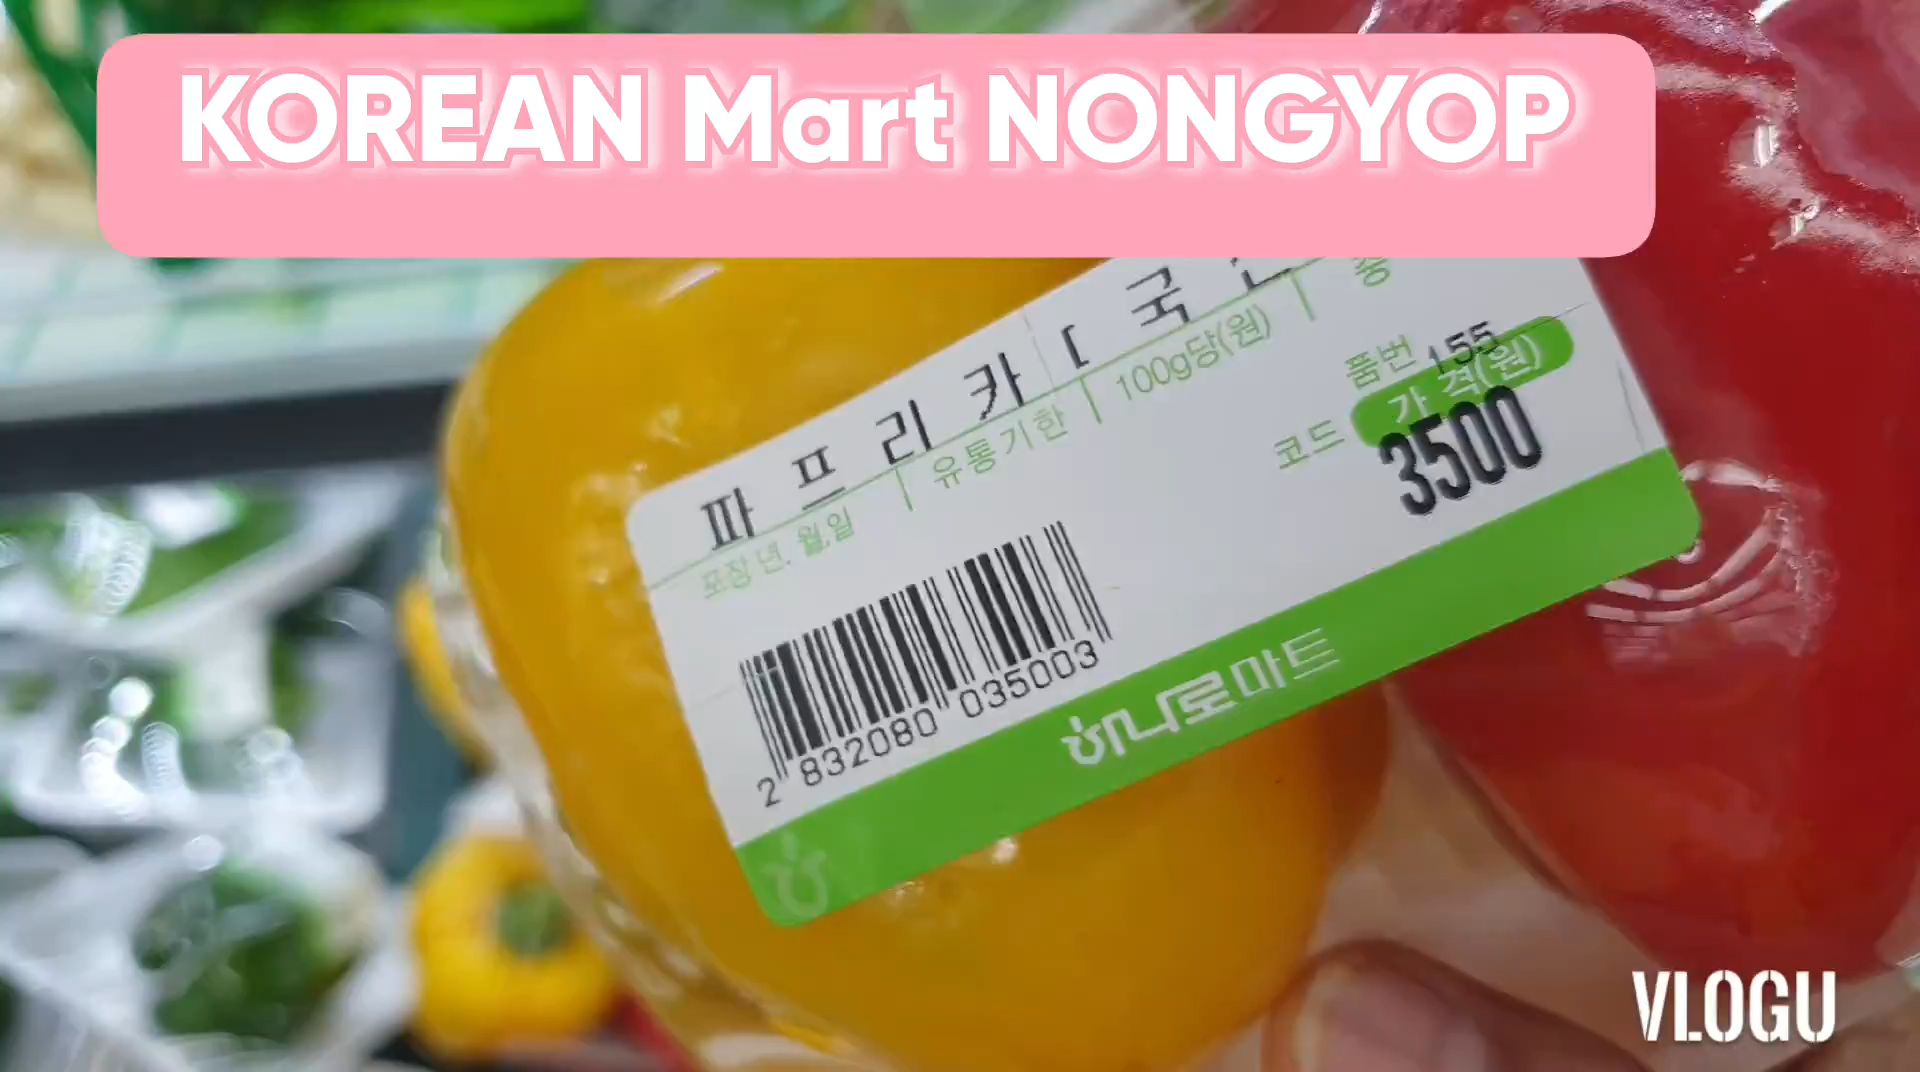 KOREAN Mart NONGYOP
파프리카 [국
포장 년. 월.일 유통기한 100g당(원) 중
품번 155
코드
가 격(원)
3500
2 832080 035003
하나로마트
VLOGU